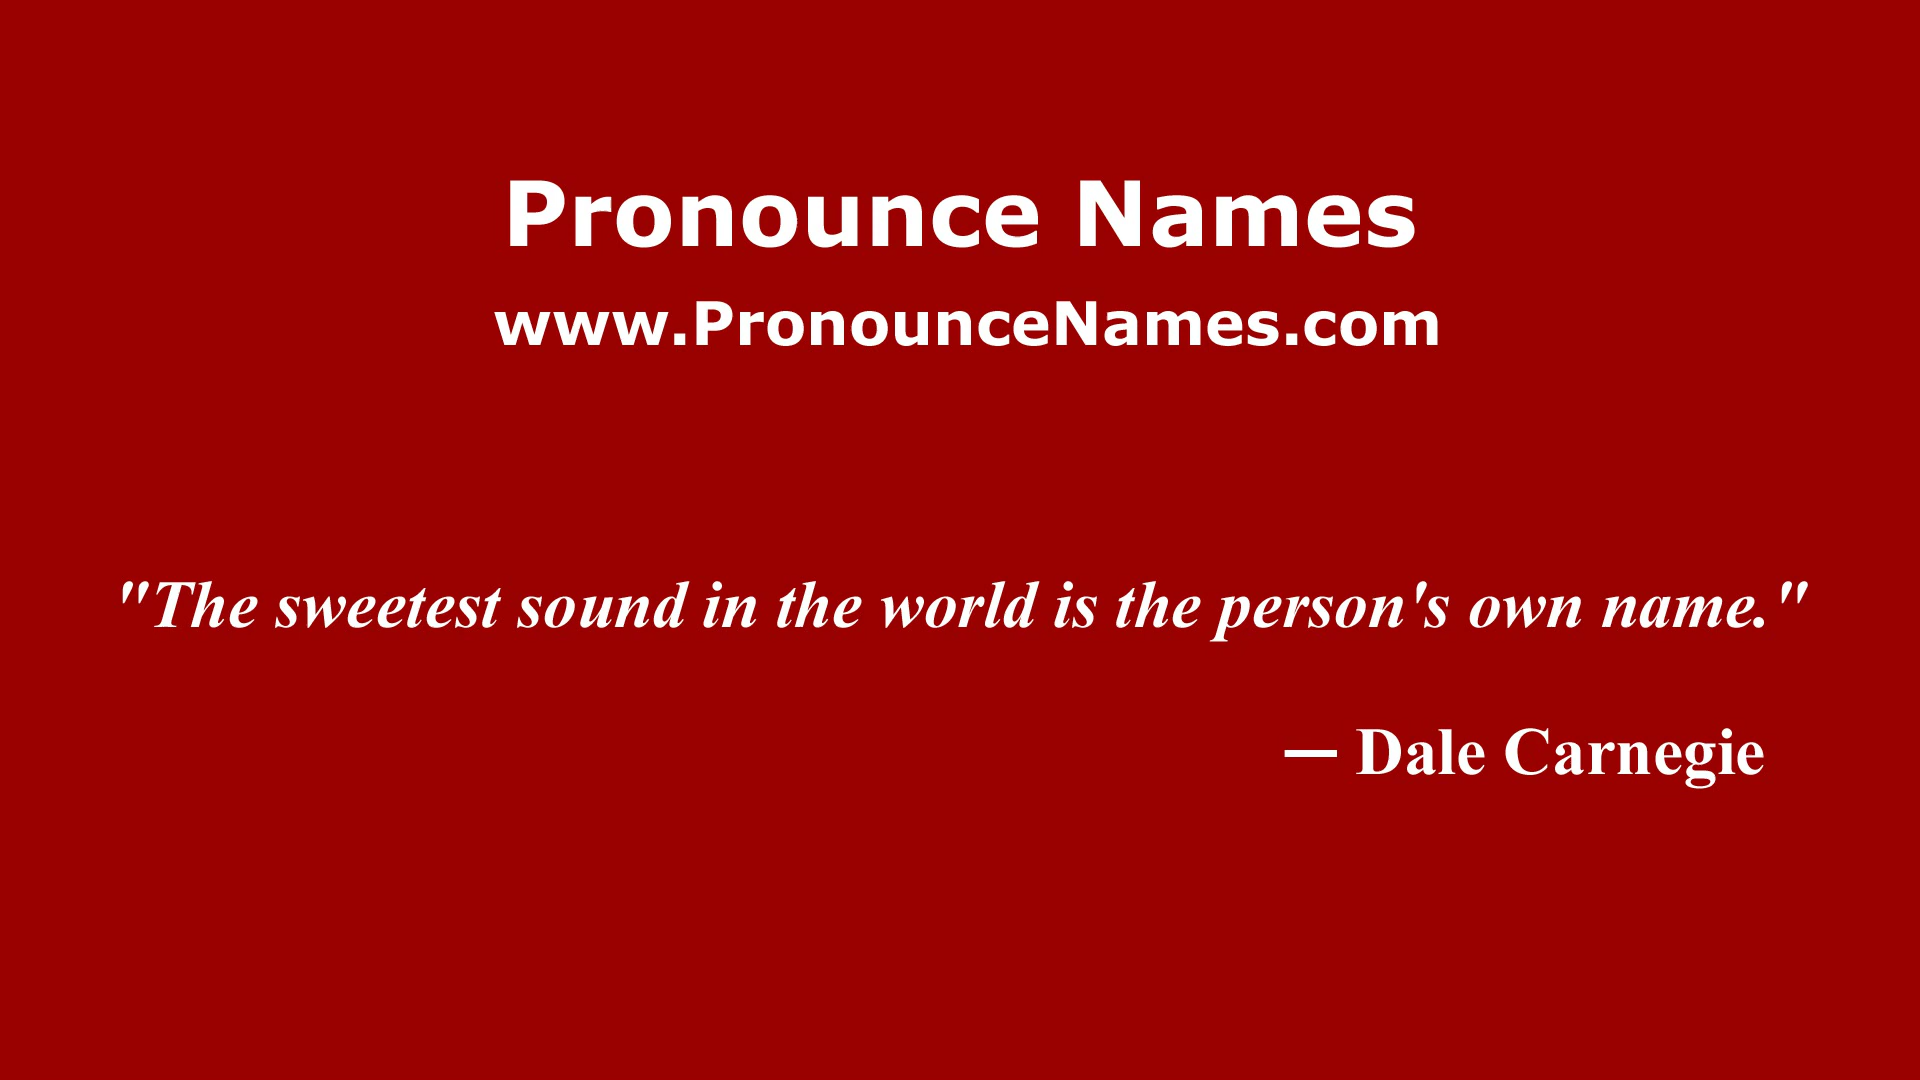 Pronounce Names
www.PronounceNames.com
"The sweetest sound in the world is the person's own name."
— Dale Carnegie